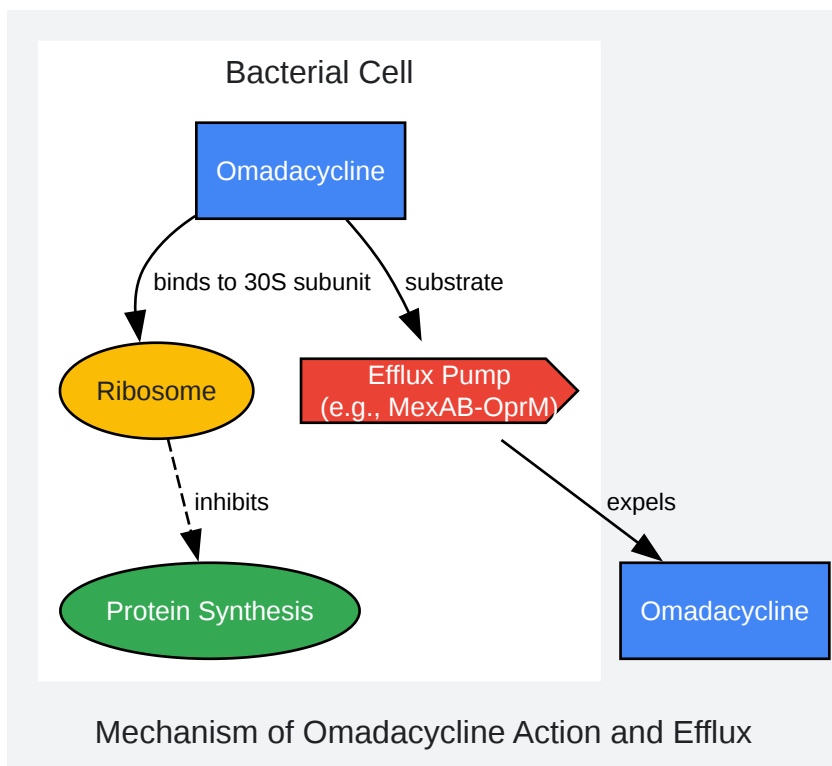 Bacterial Cell
Omadacycline
binds to 30S subunit
substrate
Ribosome
Efflux Pump
(e.g., MexAB-OprM)
inhibits
expels
Protein Synthesis
Omadacycline
Mechanism of Omadacycline Action and Efflux